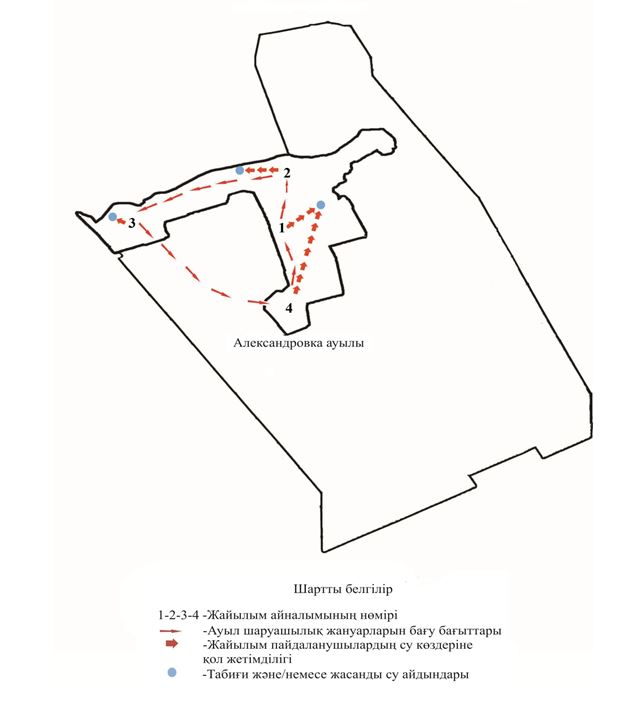 2
3
1
4
Александровка ауылы
Шартты белгілір
1-2-3-4 -Жайылым айналымының нөмірі
-Ауыл шаруашылық жануарларын бағу бағыттары
-Жайылым пайдаланушылардың су көздеріне
қол жетімділігі
-Табиғи және/немесе жасанды су айдындары